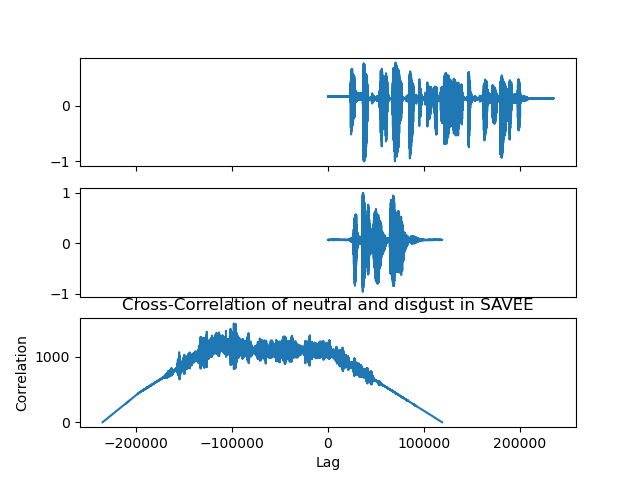 0
−1
1
0
−1
Cross-Correlation of neutral and disgust in SAVEE
1000
0
Correlation
−200000 −100000 0 100000 200000
Lag